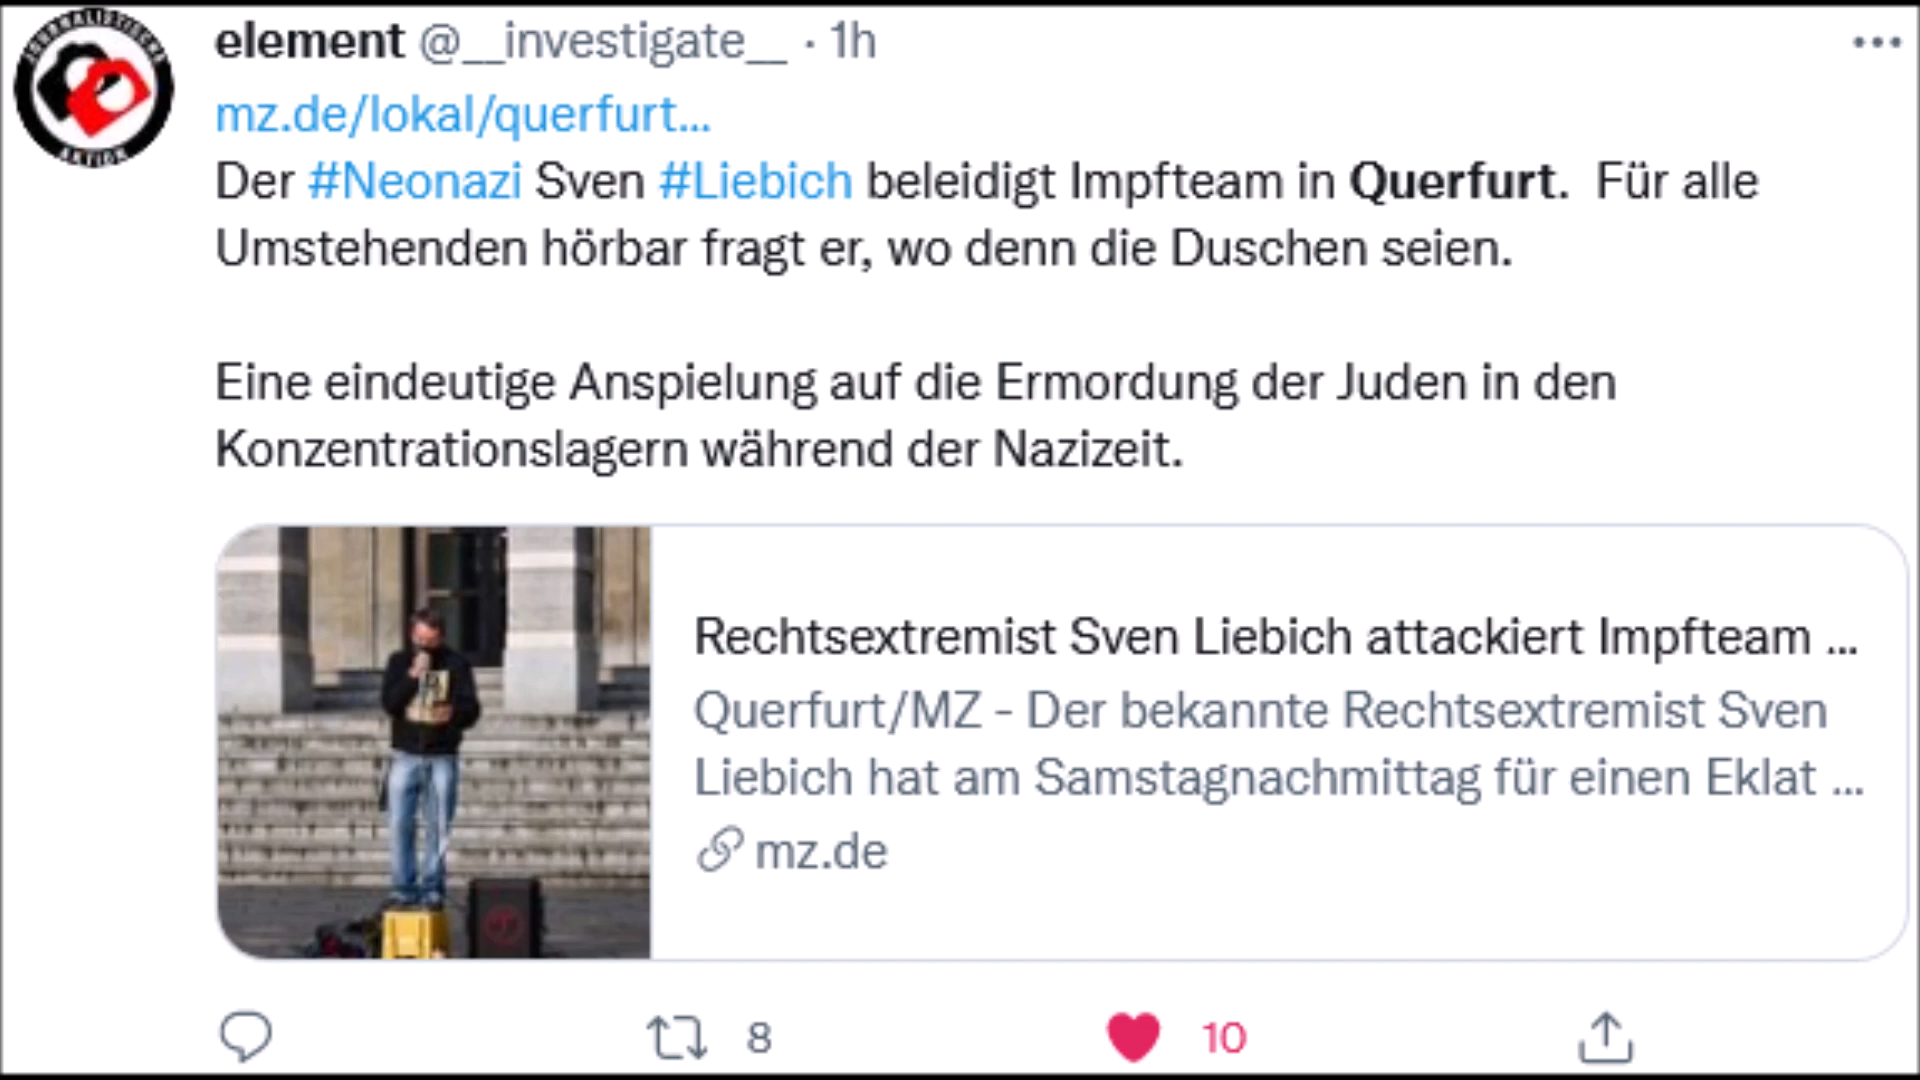 JOURNALISTISCHE
AKTION
element @__investigate__ · 1h
mz.de/lokal/querfurt...
Der #Neonazi Sven #Liebich beleidigt Impfteam in Querfurt. Für alle
Umstehenden hörbar fragt er, wo denn die Duschen seien.
Eine eindeutige Anspielung auf die Ermordung der Juden in den
Konzentrationslagern während der Nazizeit.
Rechtsextremist Sven Liebich attackiert Impfteam ...
Querfurt/MZ - Der bekannte Rechtsextremist Sven
Liebich hat am Samstagnachmittag für einen Eklat ...
mz.de
8
10